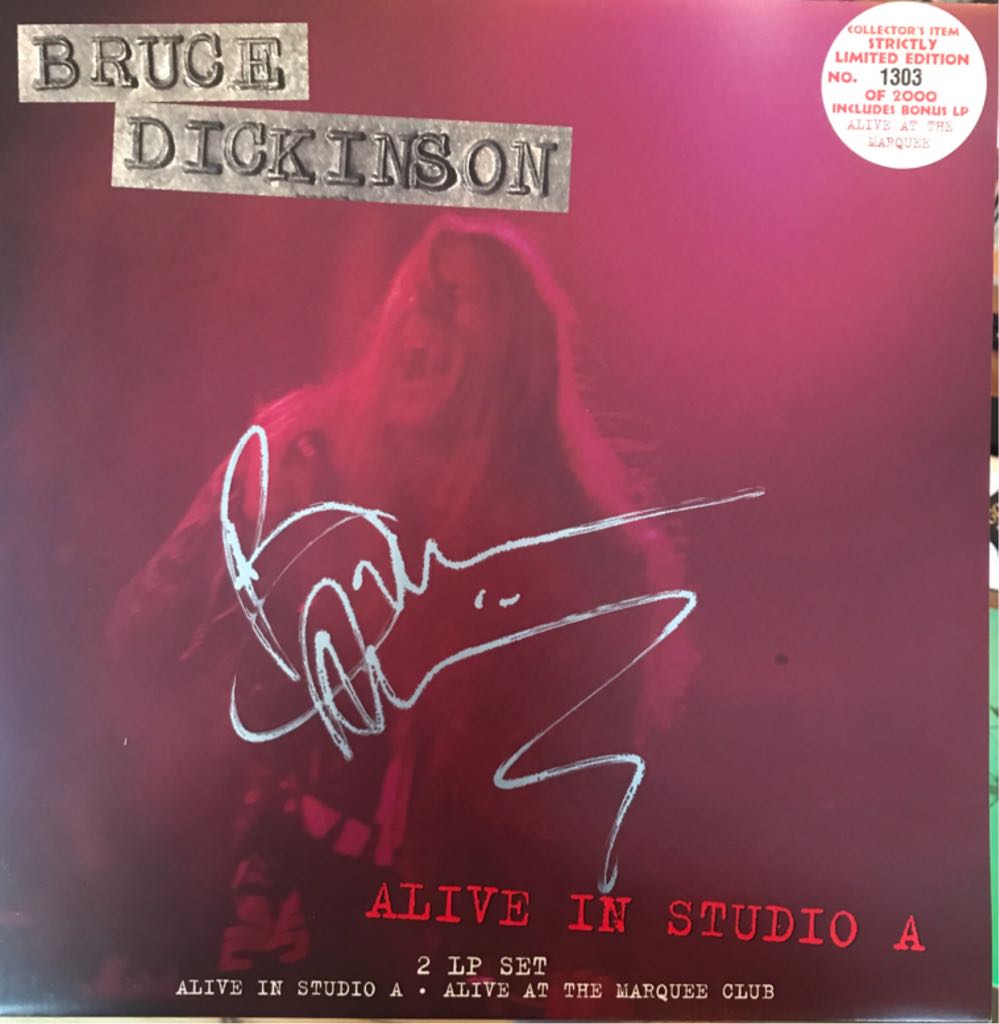 BRUCE
DICKINSON
COLLECTOR'S ITEM
STRICTLY
LIMITED EDITION
NO. 1303
OF 2000
INCLUDES BONUS LP
ALIVE AT THE
MARQUEE
ALIVE IN STUDIO A
2 LP SET
ALIVE IN STUDIO A · ALIVE AT THE MARQUEE CLUB